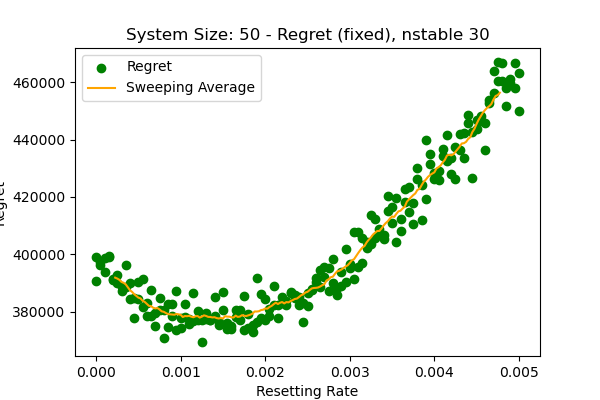 System Size: 50 - Regret (fixed), nstable 30
Regret
Sweeping Average
460000
440000
420000
400000
380000
Regret
0.000 0.001 0.002 0.003 0.004 0.005
Resetting Rate